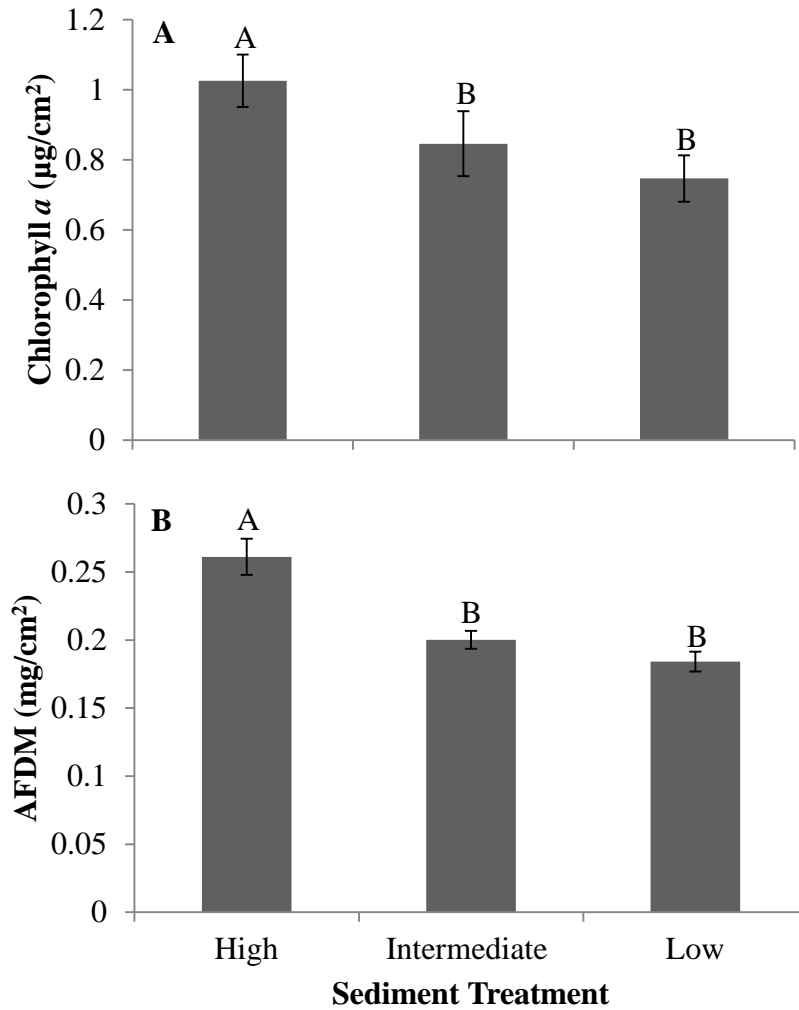 1.2
1
0.8
0.6
0.4
0.2
0
Chlorophyll a (µg/cm²)
A
A
B
B
0.3
0.25
0.2
0.15
0.1
0.05
0
AFDM (mg/cm²)
B
A
B
B
High Intermediate Low
Sediment Treatment